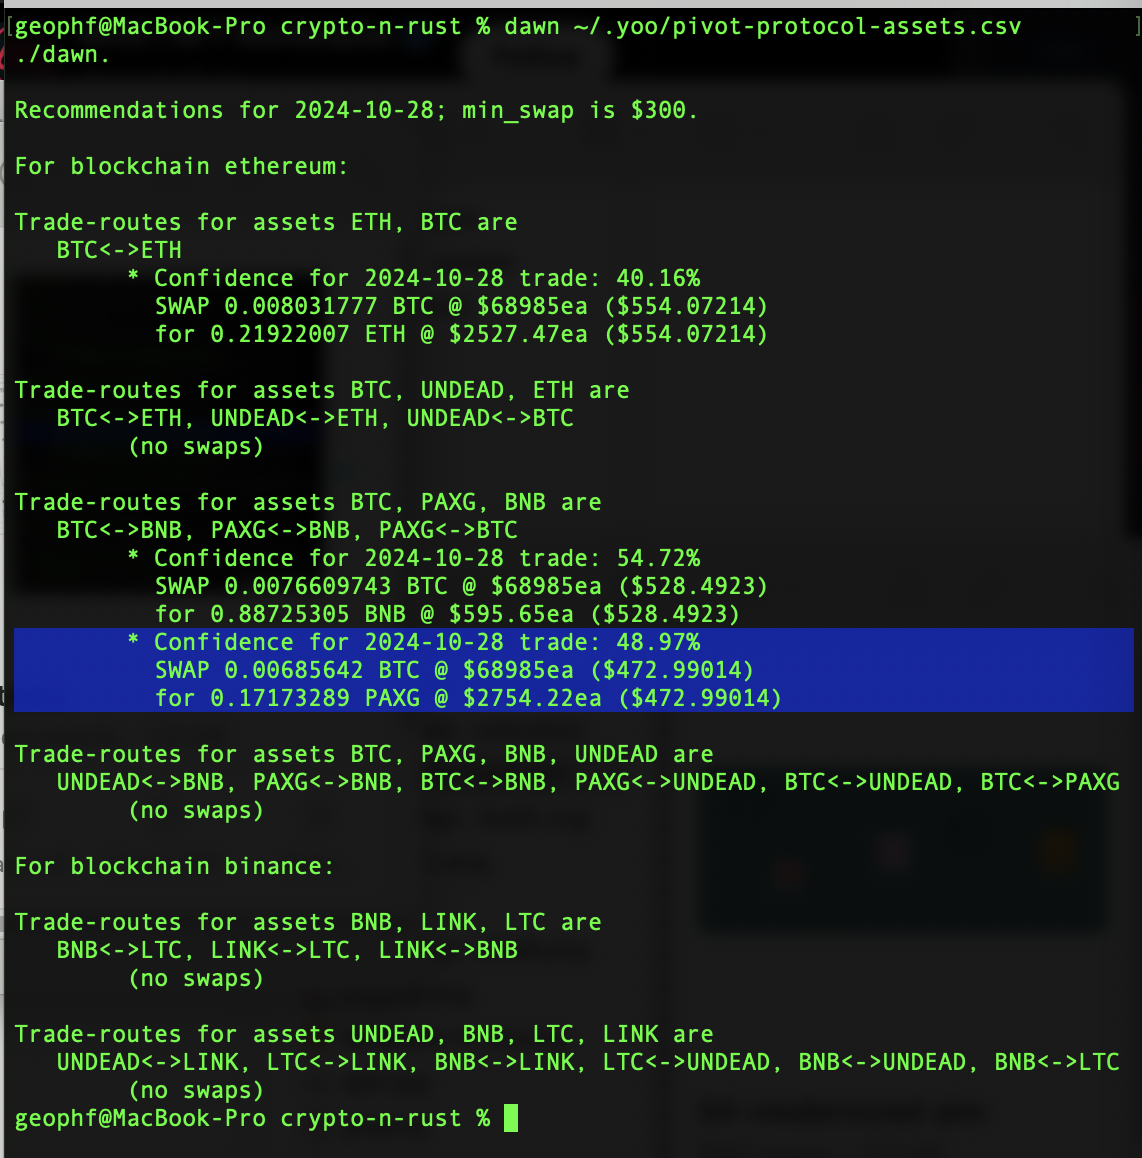 [geophf@MacBook-Pro crypto-n-rust % dawn ~/.yoo/pivot-protocol-assets.csv ]
./dawn.
Recommendations for 2024-10-28; min_swap is $300.
For blockchain ethereum:
Trade-routes for assets ETH, BTC are
BTC<->ETH
* Confidence for 2024-10-28 trade: 40.16%
SWAP 0.008031777 BTC @ $68985ea ($554.07214)
for 0.21922007 ETH @ $2527.47ea ($554.07214)
Trade-routes for assets BTC, UNDEAD, ETH are
BTC<->ETH, UNDEAD<->ETH, UNDEAD<->BTC
(no swaps)
Trade-routes for assets BTC, PAXG, BNB are
BTC<->BNB, PAXG<->BNB, PAXG<->BTC
* Confidence for 2024-10-28 trade: 54.72%
SWAP 0.0076609743 BTC @ $68985ea ($528.4923)
for 0.88725305 BNB @ $595.65ea ($528.4923)
* Confidence for 2024-10-28 trade: 48.97%
SWAP 0.00685642 BTC @ $68985ea ($472.99014)
for 0.17173289 PAXG @ $2754.22ea ($472.99014)
Trade-routes for assets BTC, PAXG, BNB, UNDEAD are
UNDEAD<->BNB, PAXG<->BNB, BTC<->BNB, PAXG<->UNDEAD, BTC<->UNDEAD, BTC<->PAXG
(no swaps)
For blockchain binance:
Trade-routes for assets BNB, LINK, LTC are
BNB<->LTC, LINK<->LTC, LINK<->BNB
(no swaps)
Trade-routes for assets UNDEAD, BNB, LTC, LINK are
UNDEAD<->LINK, LTC<->LINK, BNB<->LINK, LTC<->UNDEAD, BNB<->UNDEAD, BNB<->LTC
(no swaps)
geophf@MacBook-Pro crypto-n-rust %